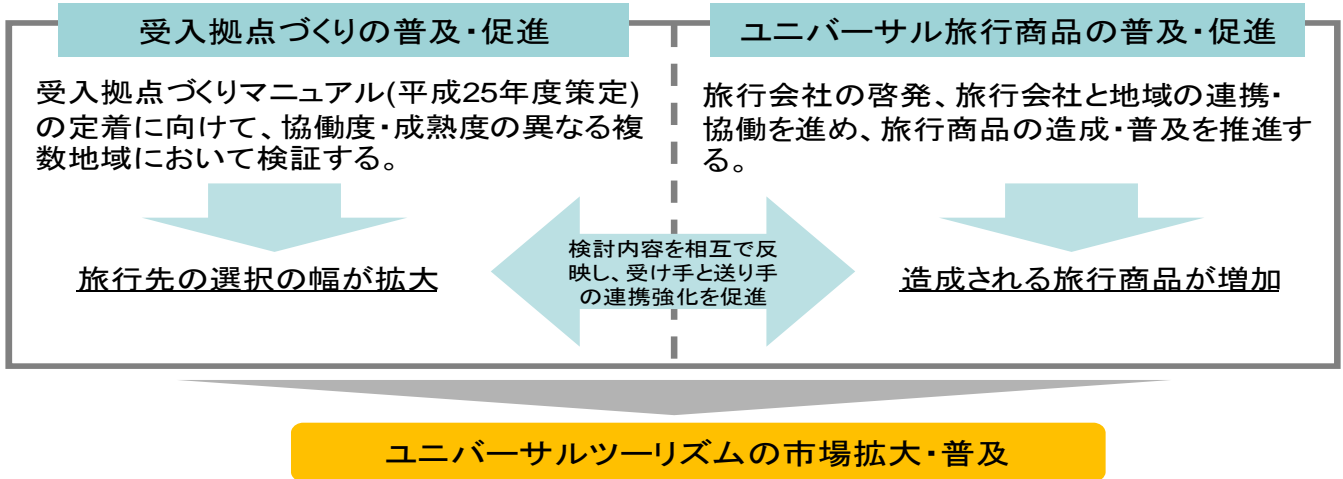 受入拠点づくりの普及・促進
受入拠点づくりマニュアル(平成25年度策定)
の定着に向けて、協働度・成熟度の異なる複
数地域において検証する。
旅行先の選択の幅が拡大
検討内容を相互で反
映し、受け手と送り手
の連携強化を促進
ユニバーサル旅行商品の普及・促進
旅行会社の啓発、旅行会社と地域の連携・
協働を進め、旅行商品の造成・普及を推進す
る。
造成される旅行商品が増加
ユニバーサルツーリズムの市場拡大・普及